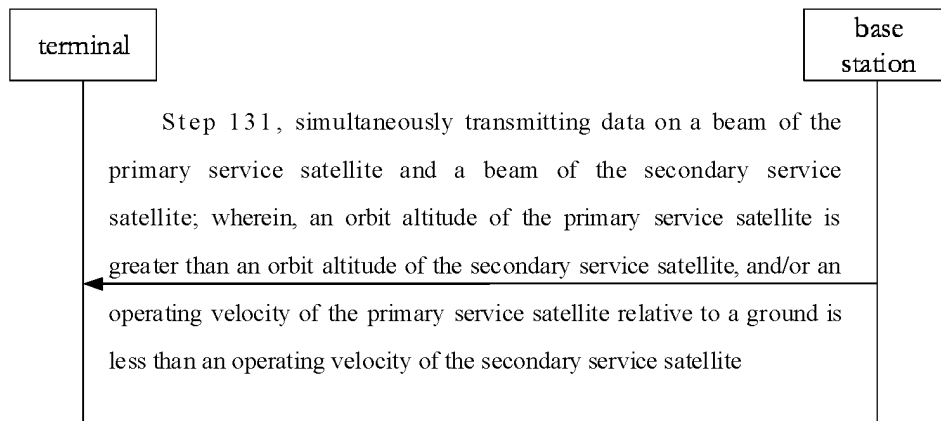 terminal
base
station
Step 131, simultaneously transmitting data on a beam of the
primary service satellite and a beam of the secondary service
satellite; wherein, an orbit altitude of the primary service satellite is
greater than an orbit altitude of the secondary service satellite, and/or an
operating velocity of the primary service satellite relative to a ground is
less than an operating velocity of the secondary service satellite